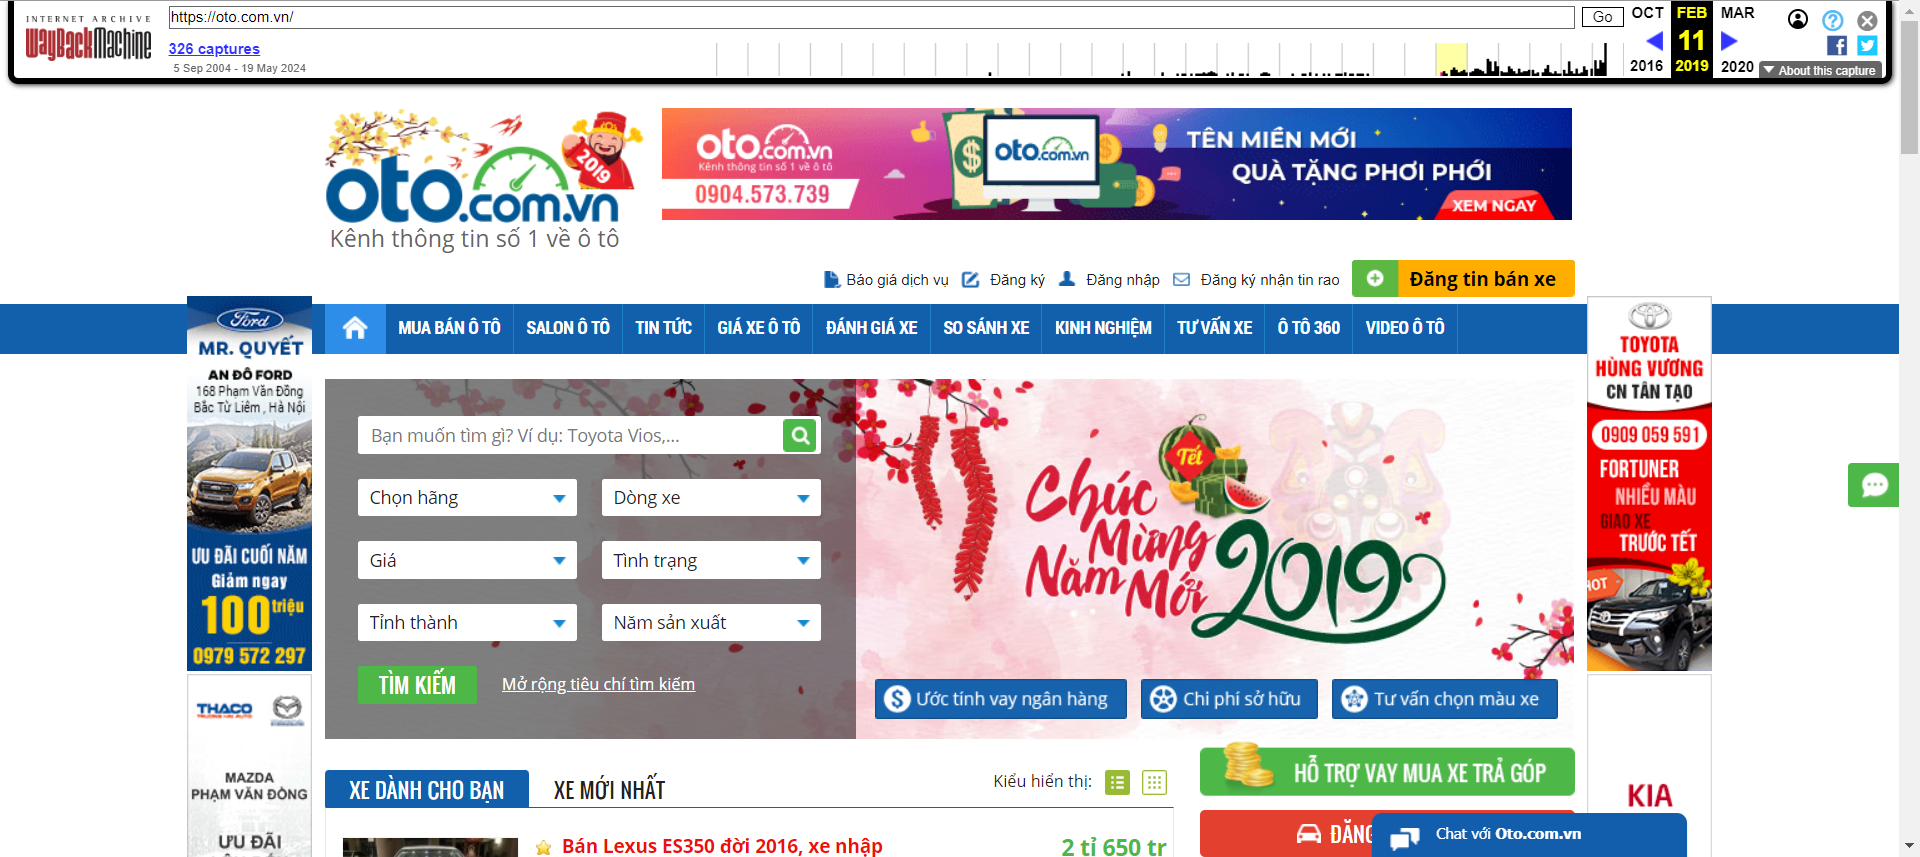 INTERNET ARCHIVE
WayBackMachine
https://oto.com.vn/
Go
326 captures
5 Sep 2004 - 19 May 2024
OCT FEB MAR
11
2016 2019 2020
About this capture
2019
oto.com.vn
Kênh thông tin số 1 về ô tô
oto.com.vn
Kênh thông tin số 1 về ô tô
0904.573.739
oto.com.vn
TÊN MIỀN MỚI
QUÀ TẶNG PHƠI PHỚI
XEM NGAY
Báo giá dịch vụ
Đăng ký
Đăng nhập
Đăng ký nhận tin rao
Đăng tin bán xe
MUA BÁN Ô TÔ
SALON Ô TÔ
TIN TỨC
GIÁ XE Ô TÔ
ĐÁNH GIÁ XE
SO SÁNH XE
KINH NGHIỆM
TƯ VẤN XE
Ô TÔ 360
VIDEO Ô TÔ
Ford
MR. QUYẾT
AN ĐÔ FORD
168 Phạm Văn Đồng
Bắc Từ Liêm , Hà Nội
ƯU ĐÃI CUỐI NĂM
Giảm ngay
100 triệu
0979 572 297
THACO
TRUONG HAI AUTO
MAZDA
PHẠM VĂN ĐỒNG
ƯU ĐÃI
Bạn muốn tìm gì? Ví dụ: Toyota Vios,...
Chọn hãng
Dòng xe
Giá
Tình trạng
Tỉnh thành
Năm sản xuất
TÌM KIẾM
Mở rộng tiêu chí tìm kiếm
Tết
Chúc
Mừng
Năm
Mới
2019
Ước tính vay ngân hàng
Chi phí sở hữu
Tư vấn chọn màu xe
TOYOTA
HÙNG VƯƠNG
CN TÂN TẠO
0909 059 591
FORTUNER
NHIỀU MÀU
GIAO XE
TRƯỚC TẾT
HOT
KIA
XE DÀNH CHO BẠN
XE MỚI NHẤT
Kiểu hiển thị:
HỖ TRỢ VAY MUA XE TRẢ GÓP
ĐĂNG
Chat với Oto.com.vn
Bán Lexus ES350 đời 2016, xe nhập
2 tỉ 650 tr